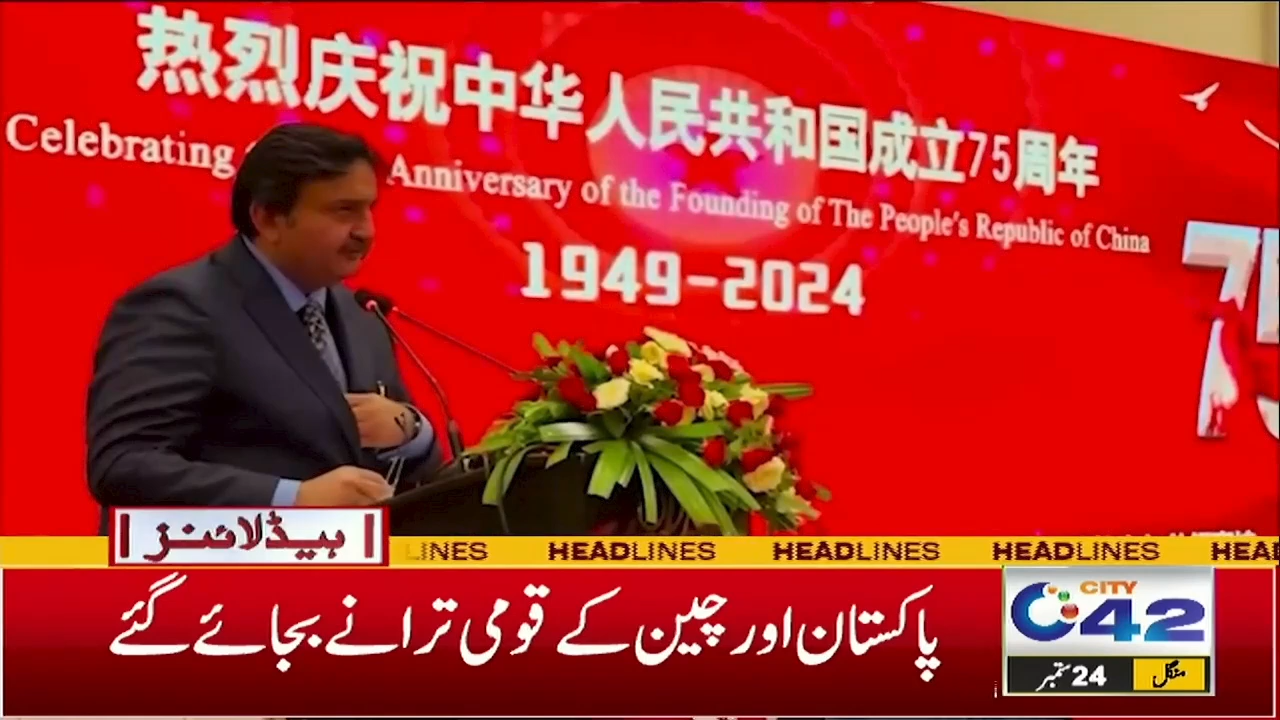 热烈庆祝中华人民共和国成立75周年
Celebrating Anniversary of the Founding of The People's Republic of China
1949-2024
75
ہیڈلائنز
LINES HEADLINES HEADLINES HEADLINES HEAD
پاکستان اور چین کے قومی ترانے بجائے گئے
CITY
42
24 ستمبر منگل